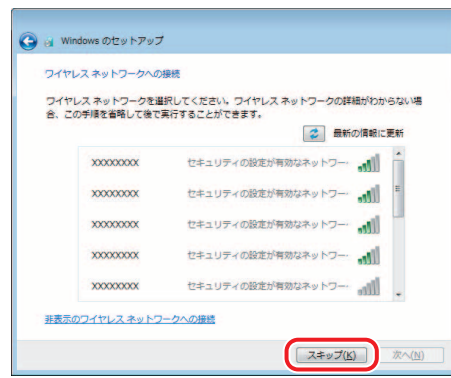 Windows のセットアップ
ワイヤレス ネットワークへの接続
ワイヤレス ネットワークを選択してください。ワイヤレス ネットワークの詳細がわからない場
合、この手順を省略して後で実行することができます。
最新の情報に更新
XXXXXXXX セキュリティの設定が有効なネットワー
XXXXXXXX セキュリティの設定が有効なネットワー
XXXXXXXX セキュリティの設定が有効なネットワー
XXXXXXXX セキュリティの設定が有効なネットワー
XXXXXXXX セキュリティの設定が有効なネットワー
非表示のワイヤレス ネットワークへの接続
スキップ(K) 次へ(N)